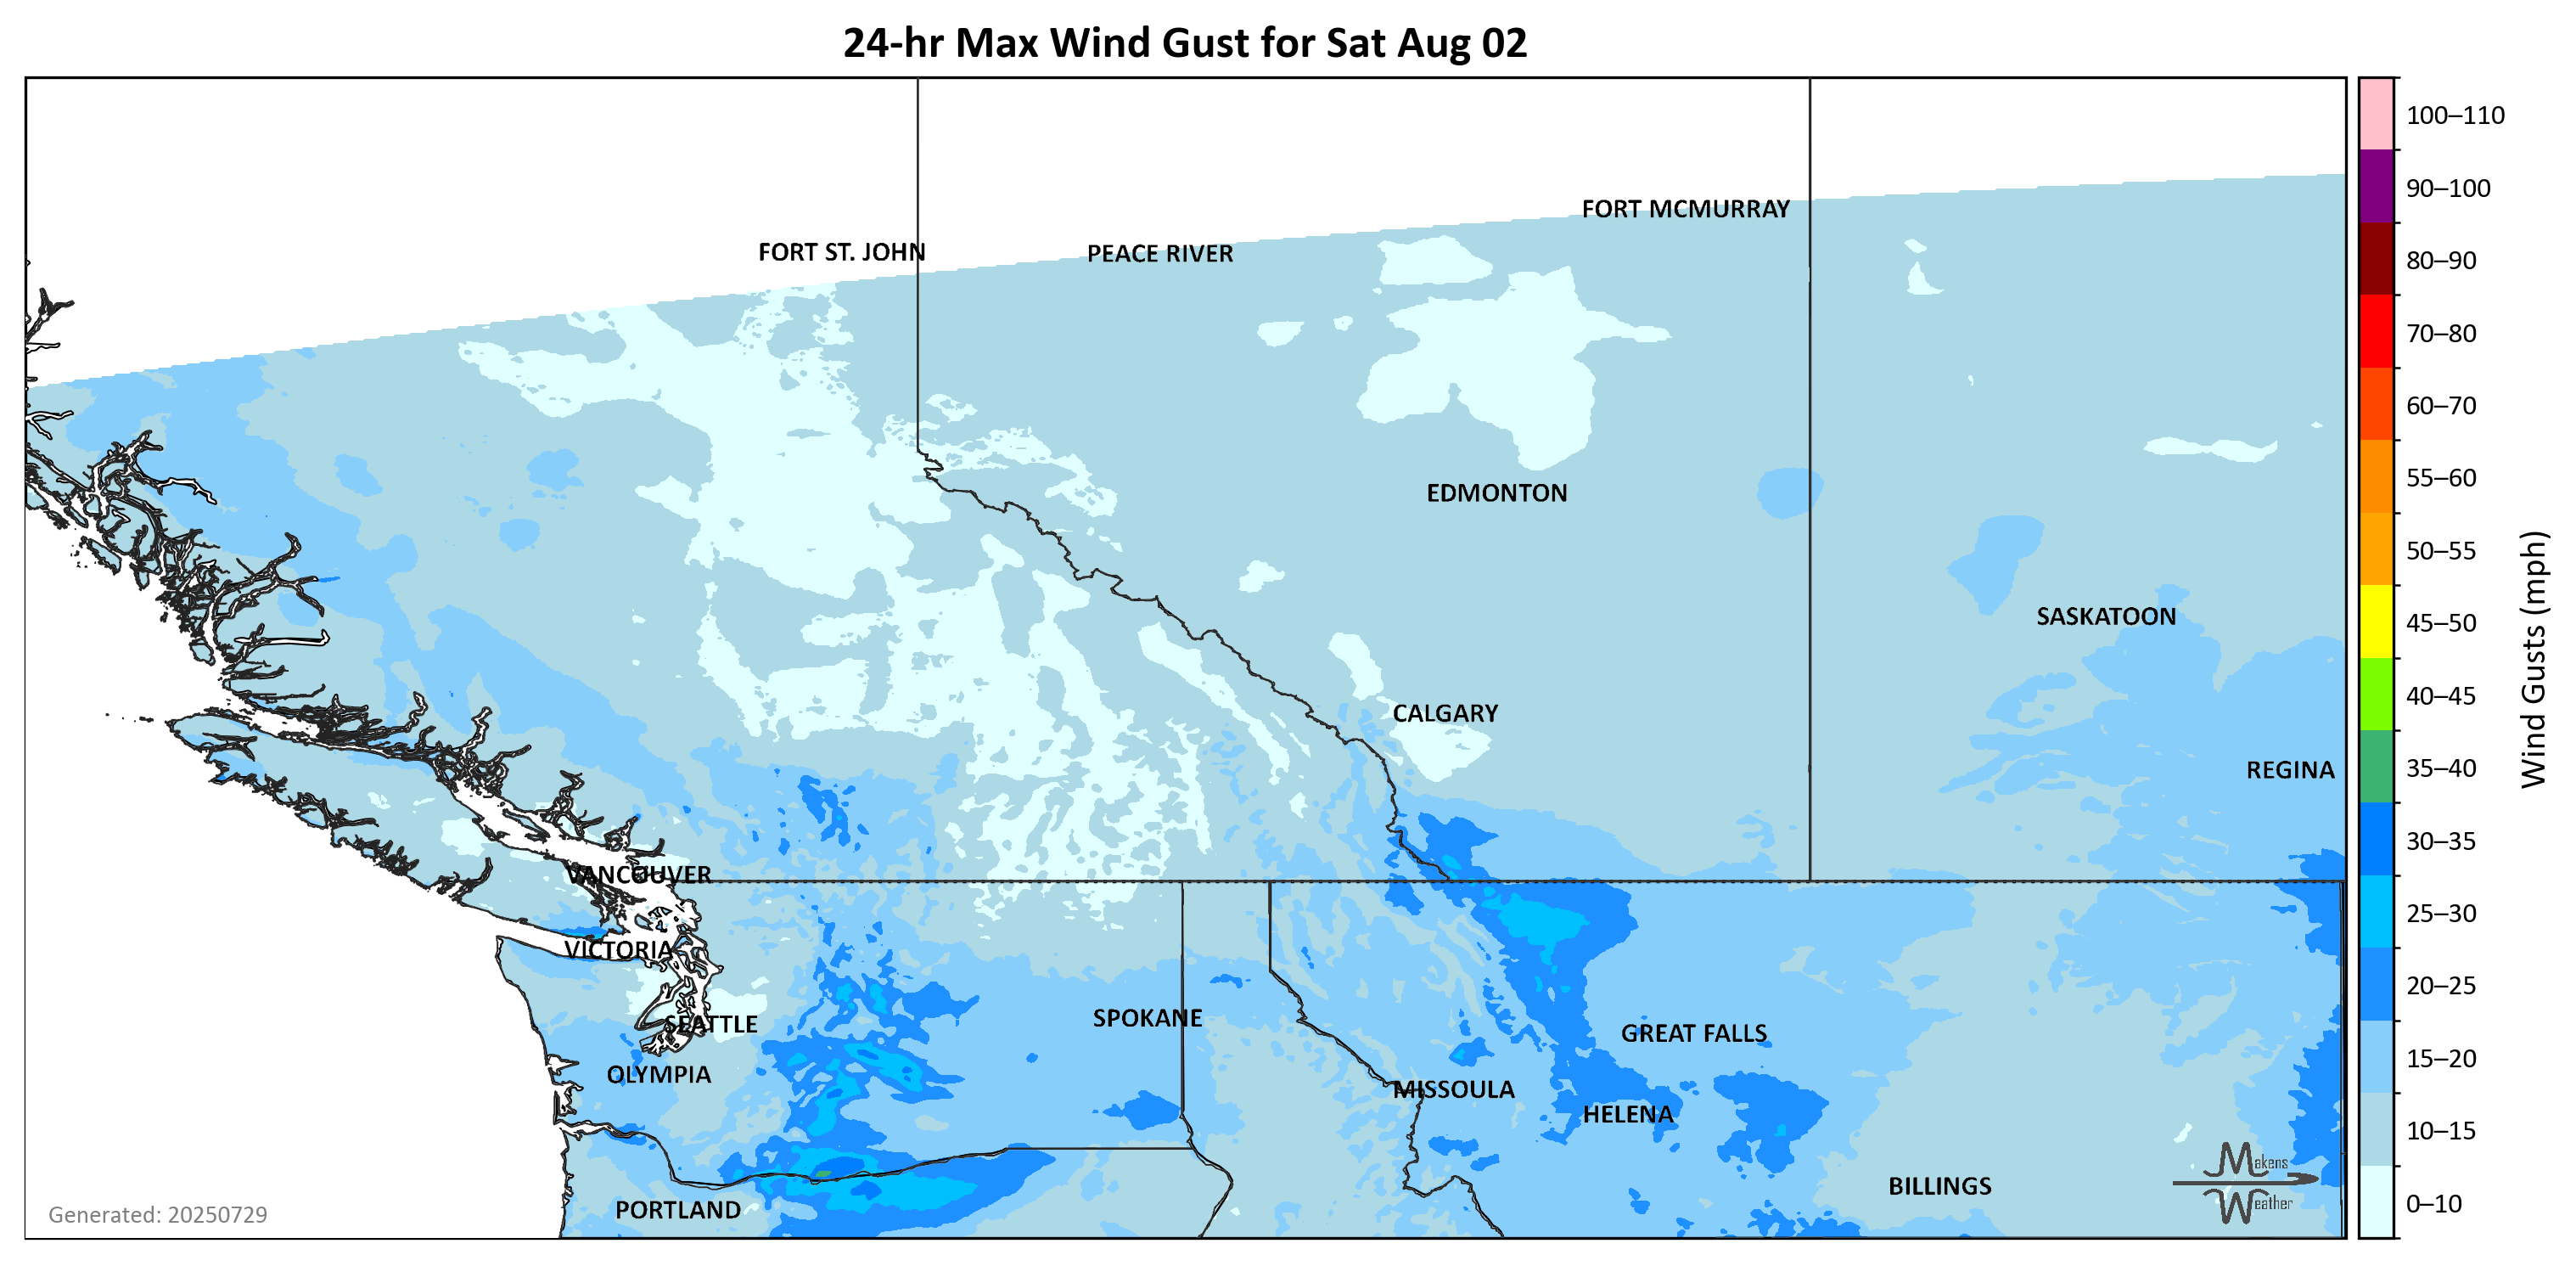 24-hr Max Wind Gust for Sat Aug 02
100–110
90–100
80–90
70–80
60–70
55–60
50–55
45–50
40–45
35–40
30–35
25–30
20–25
15–20
10–15
0–10
Wind Gusts (mph)
FORT MCMURRAY
FORT ST. JOHN
PEACE RIVER
EDMONTON
SASKATOON
CALGARY
REGINA
VANCOUVER
VICTORIA
SEATTLE
SPOKANE
GREAT FALLS
OLYMPIA
MISSOULA
HELENA
BILLINGS
PORTLAND
Makens
Weather
Generated: 20250729